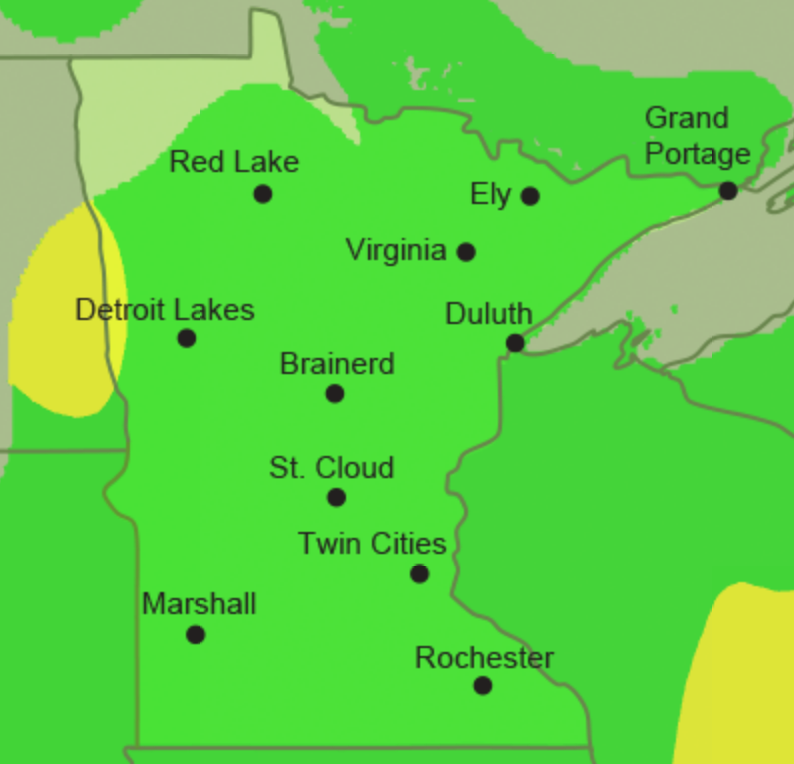 Grand
Portage
Red Lake
Ely
Virginia
Detroit Lakes
Duluth
Brainerd
St. Cloud
Twin Cities
Marshall
Rochester